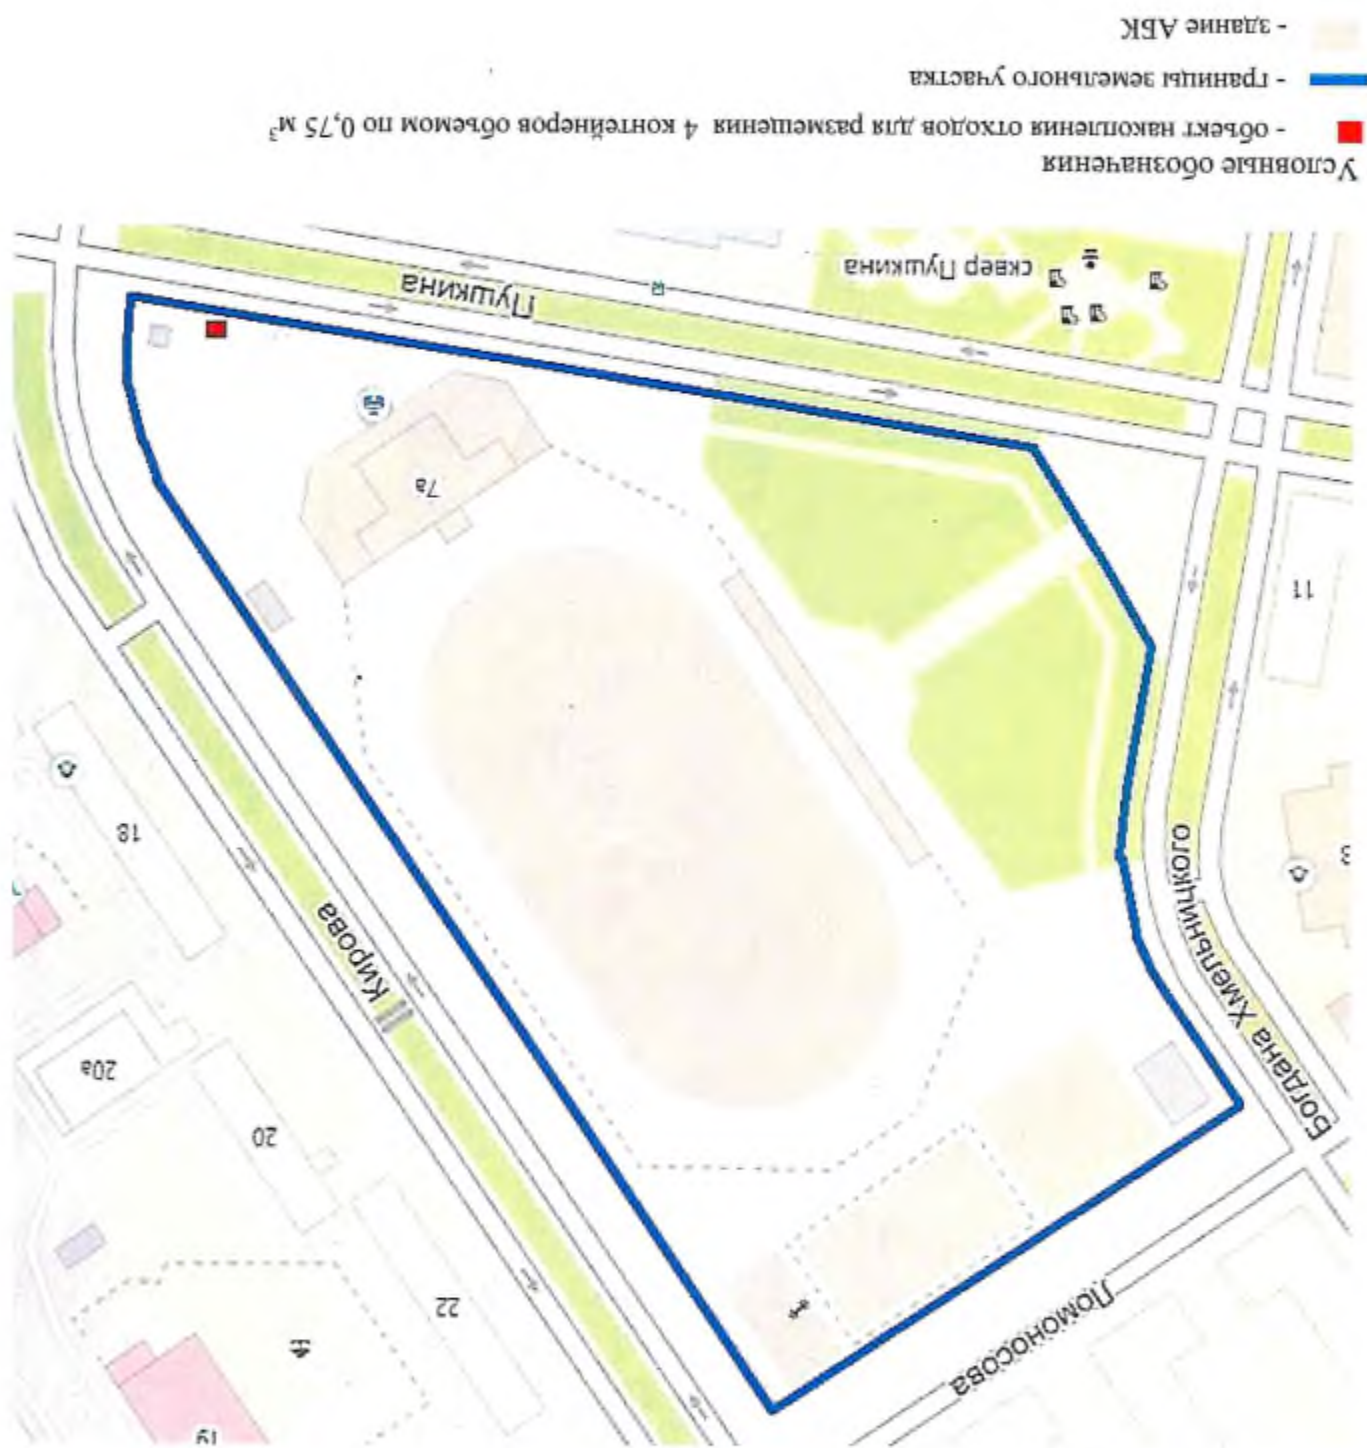 Ломоносова
Богдана Хмельницкого
19
22
20
20а
Кирова
18
3
11
7а
Пушкина
сквер Пушкина
Условные обозначения
- объект накопления отходов для размещения 4 контейнеров объемом по 0,75 м³
- границы земельного участка
- здание АБК